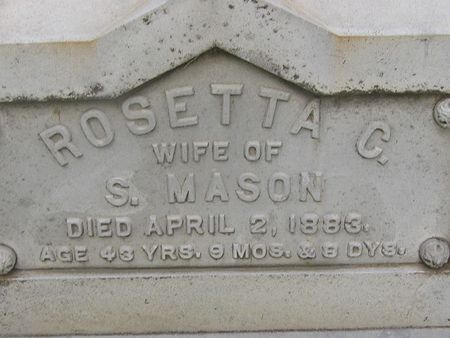 ROSETTA C.
WIFE OF
S. MASON
DIED APRIL 2, 1883.
AGE 43 YRS. 9 MOS. & 8 DYS.